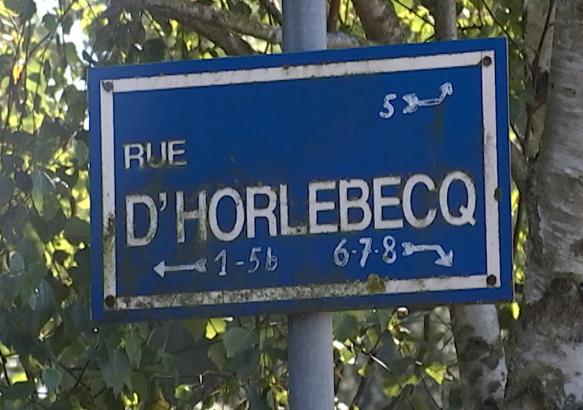 5
RUE
D'HORLEBECQ
1-5b 6-7-8